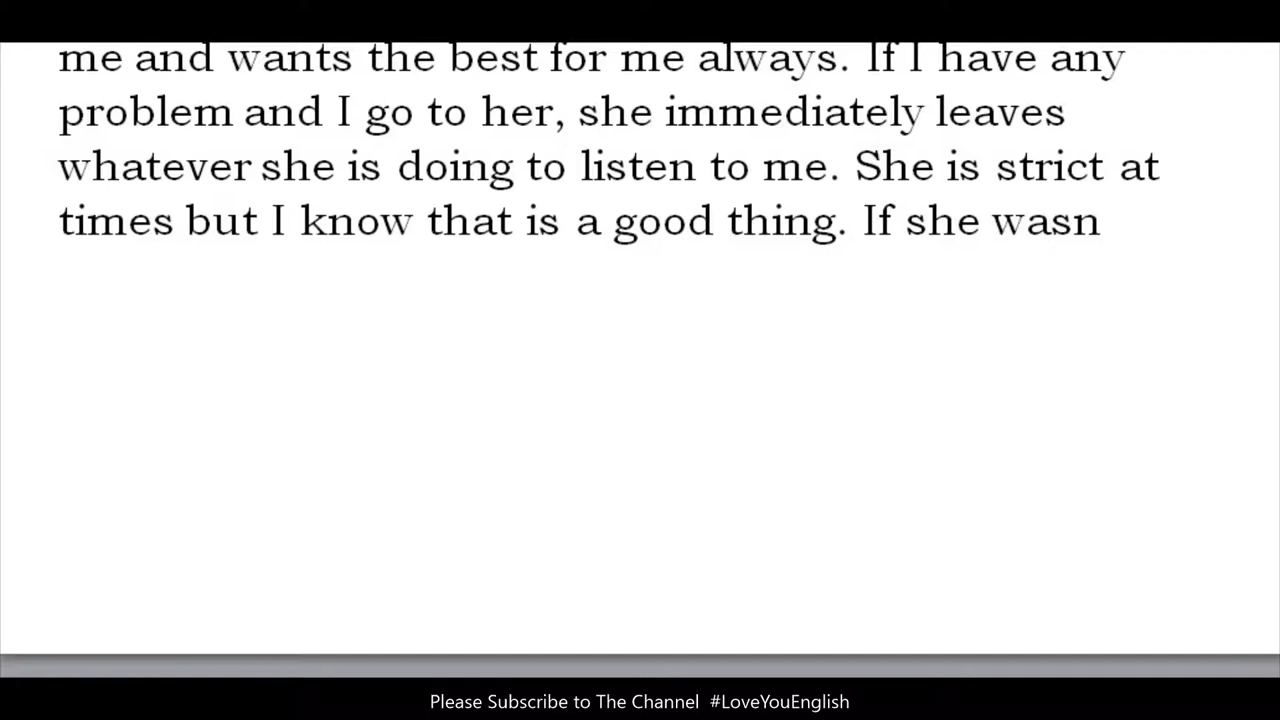 me and wants the best for me always. If I have any
problem and I go to her, she immediately leaves
whatever she is doing to listen to me. She is strict at
times but I know that is a good thing. If she wasn
Please Subscribe to The Channel #LoveYouEnglish